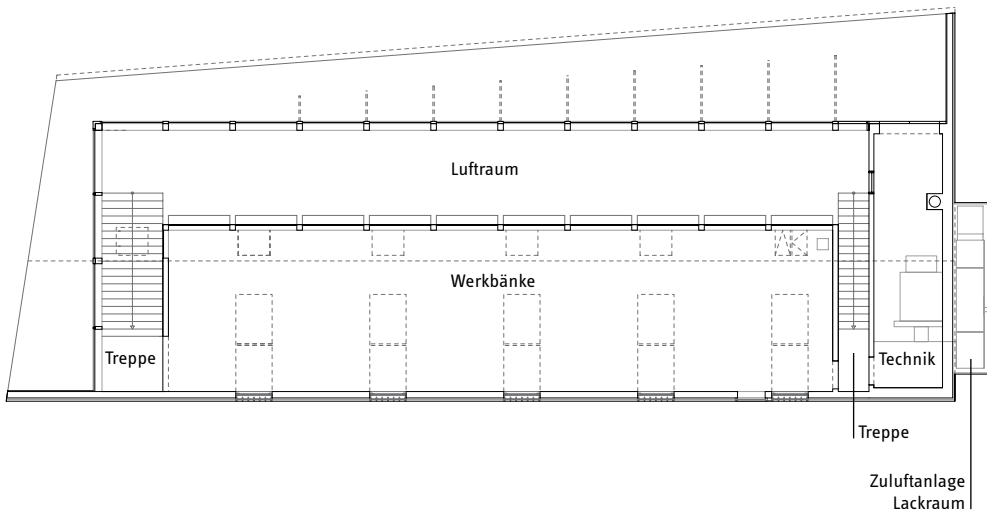 Luftraum
Werkbänke
Treppe
Technik
Treppe
Zuluftanlage
Lackraum